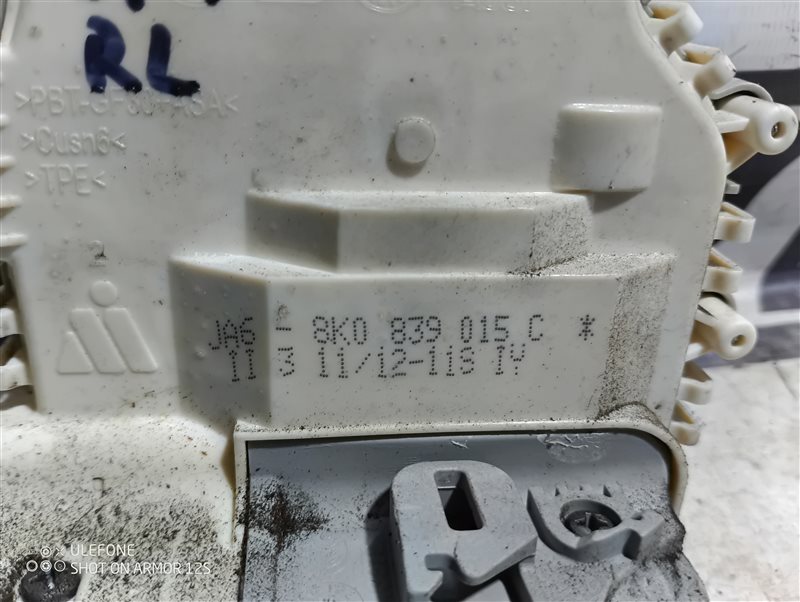 RL
>PBT-GF30+ASA<
>Cusn6<
>TPE<
2
JA6 - 8K0 839 015 C *
11 3 11/12-118 IY
ULEFONE
SHOT ON ARMOR 12S